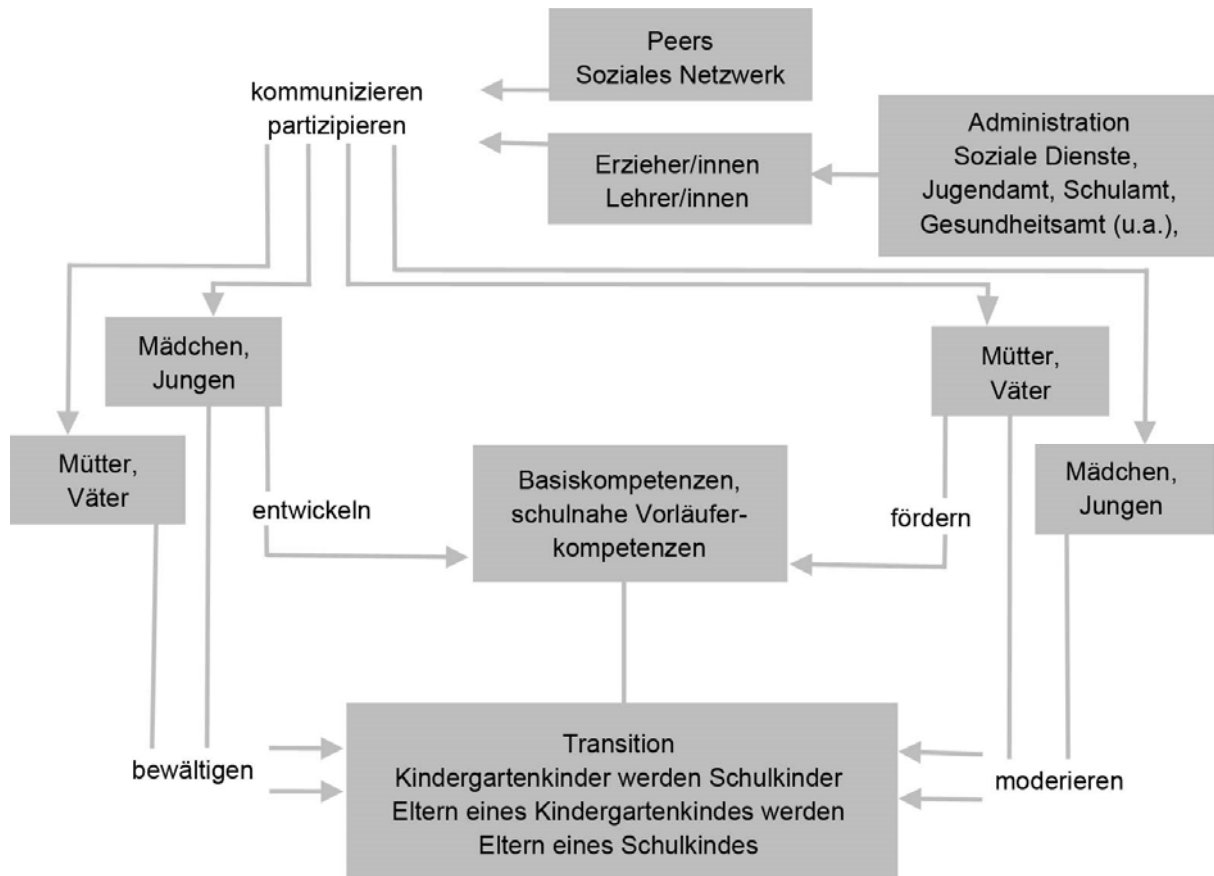 Peers
Soziales Netzwerk
kommunizieren
partizipieren
Erzieher/innen
Lehrer/innen
Administration
Soziale Dienste,
Jugendamt, Schulamt,
Gesundheitsamt (u.a.),
Mädchen,
Jungen
Mütter,
Väter
Mütter,
Väter
Mädchen,
Jungen
entwickeln
Basiskompetenzen,
schulnahe Vorläufer-
kompetenzen
fördern
bewältigen
Transition
Kindergartenkinder werden Schulkinder
Eltern eines Kindergartenkindes werden
Eltern eines Schulkindes
moderieren